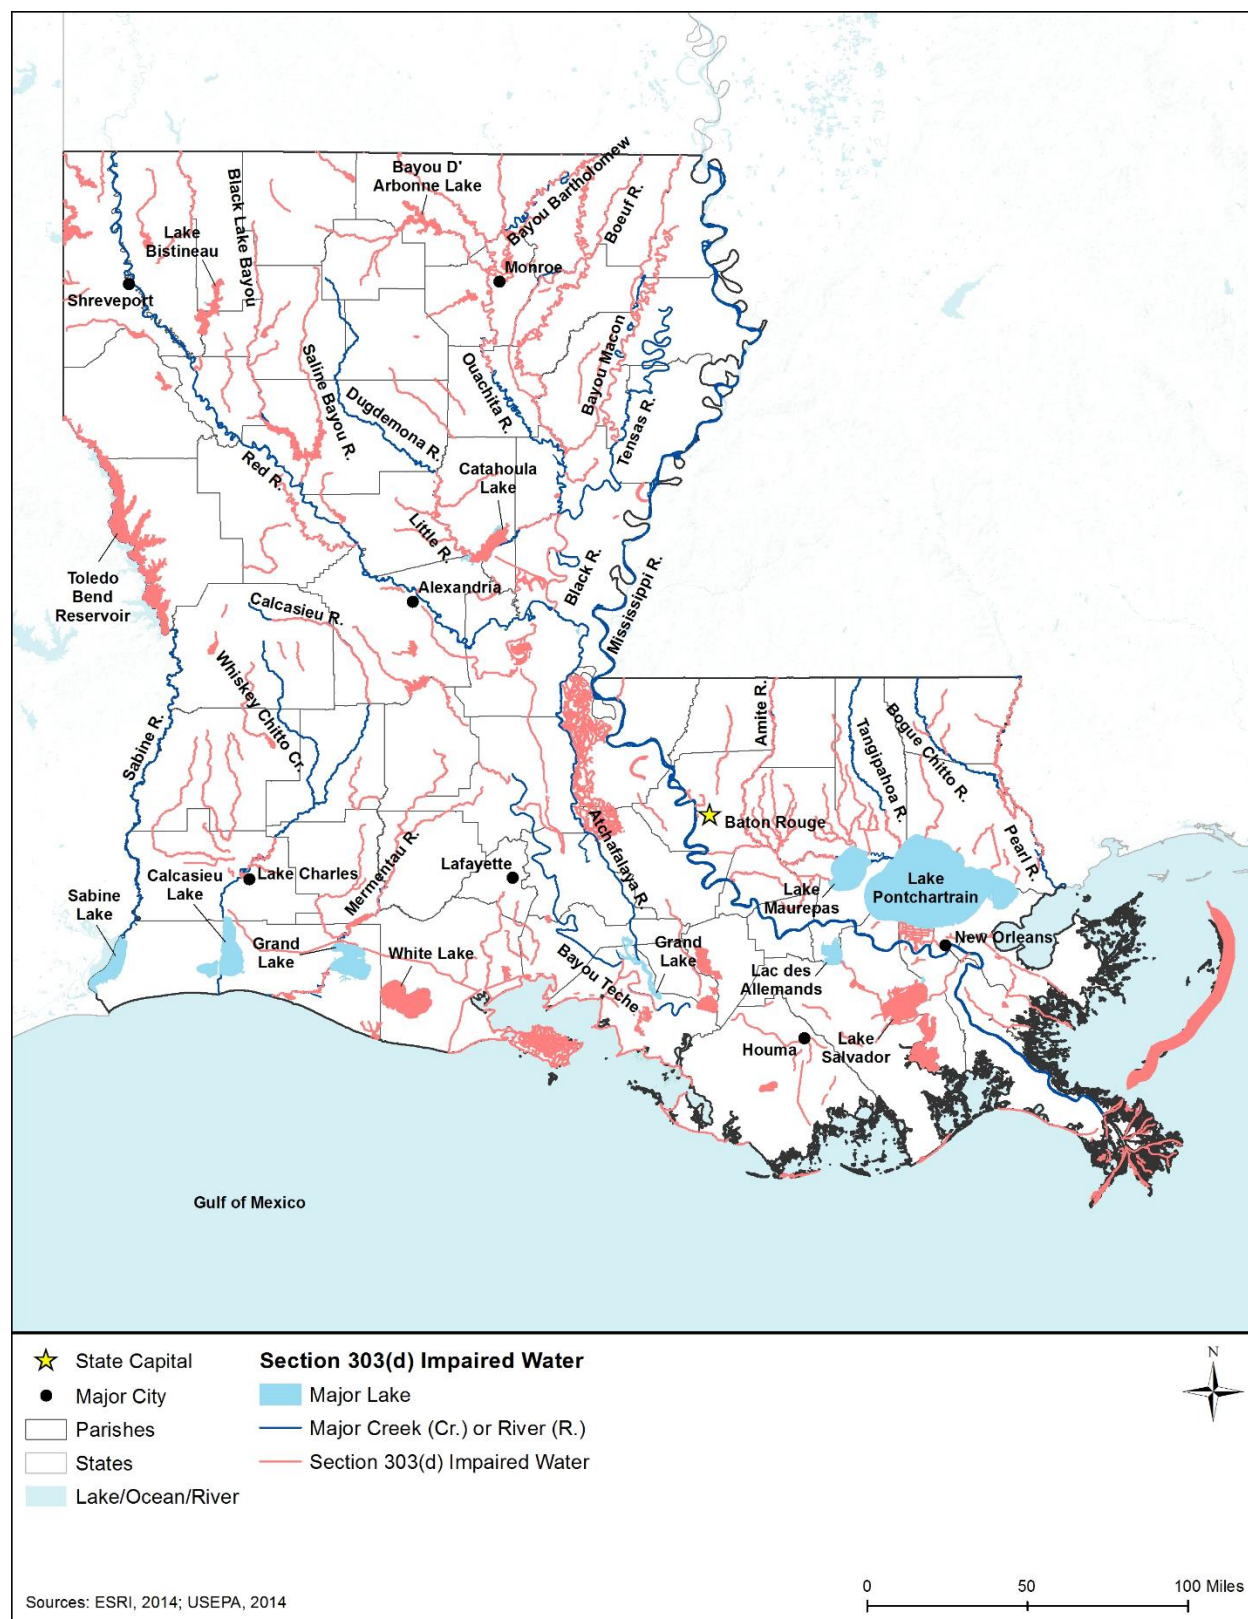 Bayou D'
Arbonne Lake
Bayou Bartholomew
Boeuf R.
Black Lake Bayou
Lake
Bistineau
Monroe
Shreveport
Saline Bayou R.
Ouachita R.
Bayou Macon
Dugdemona R.
Tensas R.
Red R.
Catahoula
Lake
Little R.
Black R.
Mississippi R.
Toledo
Bend
Reservoir
Alexandria
Calcasieu R.
Whiskey Chitto Cr.
Sabine R.
Amite R.
Tangipahoa R.
Bogue Chitto R.
Pearl R.
Baton Rouge
Atchafalaya R.
Mermentau R.
Lafayette
Calcasieu
Lake
Lake Charles
Sabine
Lake
Lake
Maurepas
Lake
Pontchartrain
Grand
Lake
White Lake
Bayou Teche
Grand
Lake
New Orleans
Lac des
Allemands
Houma
Lake
Salvador
Gulf of Mexico
State Capital
Major City
Parishes
States
Lake/Ocean/River
Section 303(d) Impaired Water
Major Lake
Major Creek (Cr.) or River (R.)
Section 303(d) Impaired Water
N
0 50 100 Miles
Sources: ESRI, 2014; USEPA, 2014